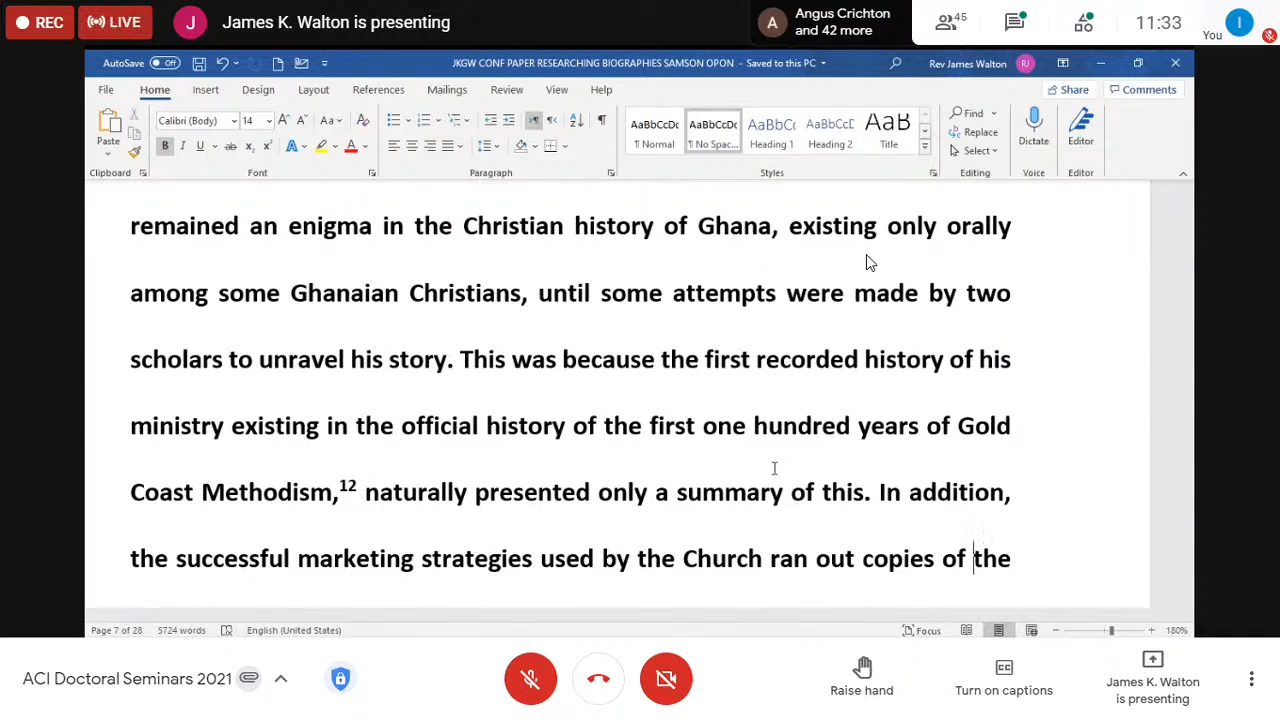 REC
LIVE
J
James K. Walton is presenting
A
Angus Crichton
and 42 more
45
11:33
You
I
AutoSave Off
JKGW CONF PAPER RESEARCHING BIOGRAPHIES SAMSON OPON - Saved to this PC
Rev James Walton
RJ
File Home Insert Design Layout References Mailings Review View Help
Share
Comments
Paste
Calibri (Body)
14
Aa
B I U ab x₂ x²
A
A
AaBbCcDc
¶ Normal
AaBbCcDc
¶ No Spac...
AaBbCc
Heading 1
AaBbCcE
Heading 2
AaB
Title
Find
Replace
Select
Dictate
Editor
Clipboard
Font
Paragraph
Styles
Editing
Voice
Editor
remained an enigma in the Christian history of Ghana, existing only orally
among some Ghanaian Christians, until some attempts were made by two
scholars to unravel his story. This was because the first recorded history of his
ministry existing in the official history of the first one hundred years of Gold
Coast Methodism,¹² naturally presented only a summary of this. In addition,
the successful marketing strategies used by the Church ran out copies of the
Page 7 of 28
5724 words
English (United States)
Focus
180%
ACI Doctoral Seminars 2021
Raise hand
Turn on captions
James K. Walton
is presenting